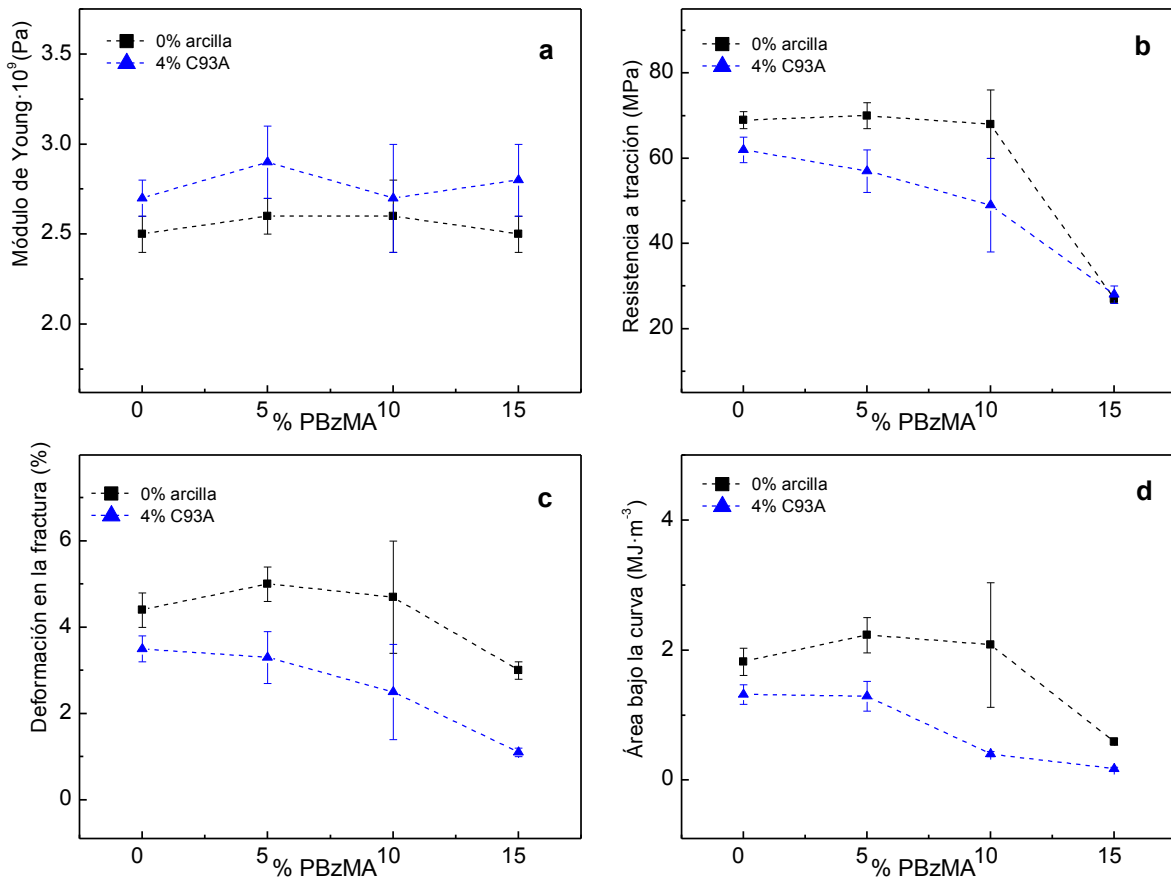 a
0% arcilla
4% C93A
Módulo de Young·10⁹ (Pa)
3.5
3.0
2.5
2.0
0 5 10 15
% PBzMA
b
0% arcilla
4% C93A
Resistencia a tracción (MPa)
80
60
40
20
0 5 10 15
% PBzMA
c
0% arcilla
4% C93A
Deformación en la fractura (%)
6
4
2
0
0 5 10 15
% PBzMA
d
0% arcilla
4% C93A
Área bajo la curva (MJ·m⁻³)
4
2
0
0 5 10 15
% PBzMA